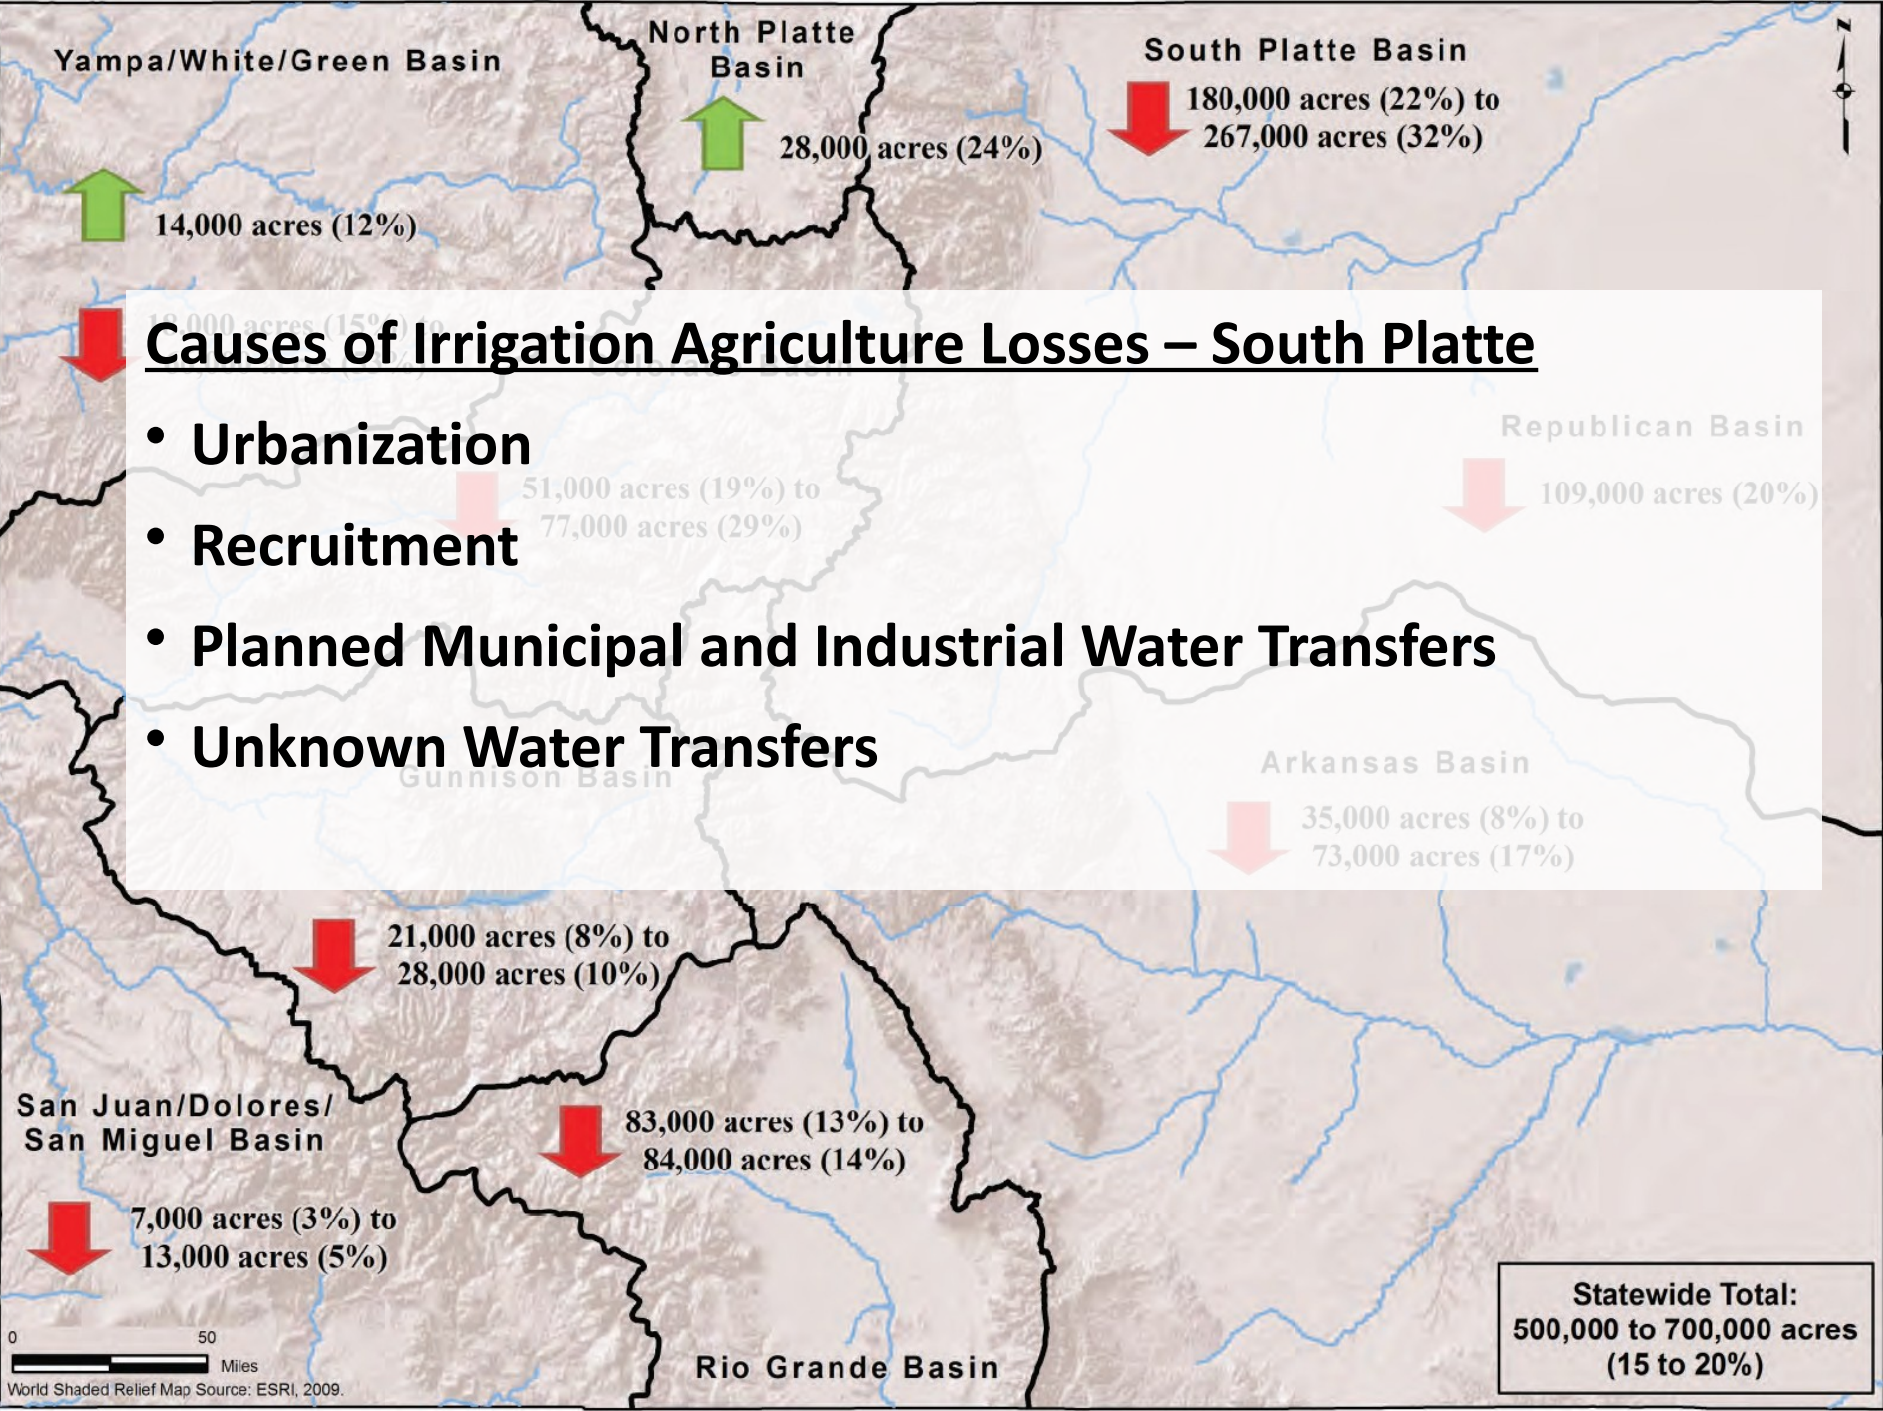 North Platte
Basin
Yampa/White/Green Basin
South Platte Basin
N
180,000 acres (22%) to
267,000 acres (32%)
28,000 acres (24%)
14,000 acres (12%)
Causes of Irrigation Agriculture Losses – South Platte
• Urbanization
• Recruitment
• Planned Municipal and Industrial Water Transfers
• Unknown Water Transfers
Republican Basin
51,000 acres (19%) to
77,000 acres (29%)
109,000 acres (20%)
Gunnison Basin
Arkansas Basin
35,000 acres (8%) to
73,000 acres (17%)
21,000 acres (8%) to
28,000 acres (10%)
San Juan/Dolores/
San Miguel Basin
83,000 acres (13%) to
84,000 acres (14%)
7,000 acres (3%) to
13,000 acres (5%)
Statewide Total:
500,000 to 700,000 acres
(15 to 20%)
0 50
Miles
Rio Grande Basin
World Shaded Relief Map Source: ESRI, 2009.